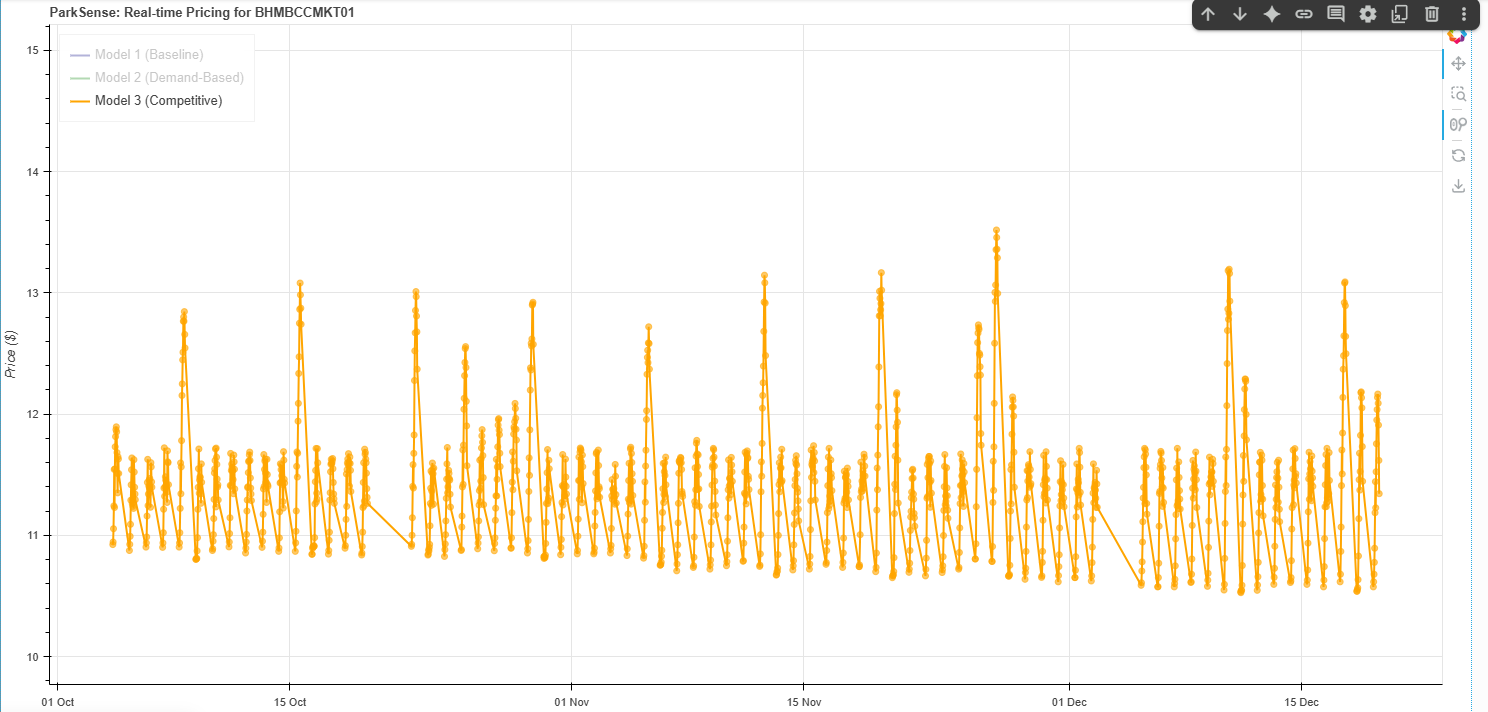 ParkSense: Real-time Pricing for BHMBCCMKT01
Model 1 (Baseline)
Model 2 (Demand-Based)
Model 3 (Competitive)
Price ($)
15
14
13
12
11
10
01 Oct
15 Oct
01 Nov
15 Nov
01 Dec
15 Dec